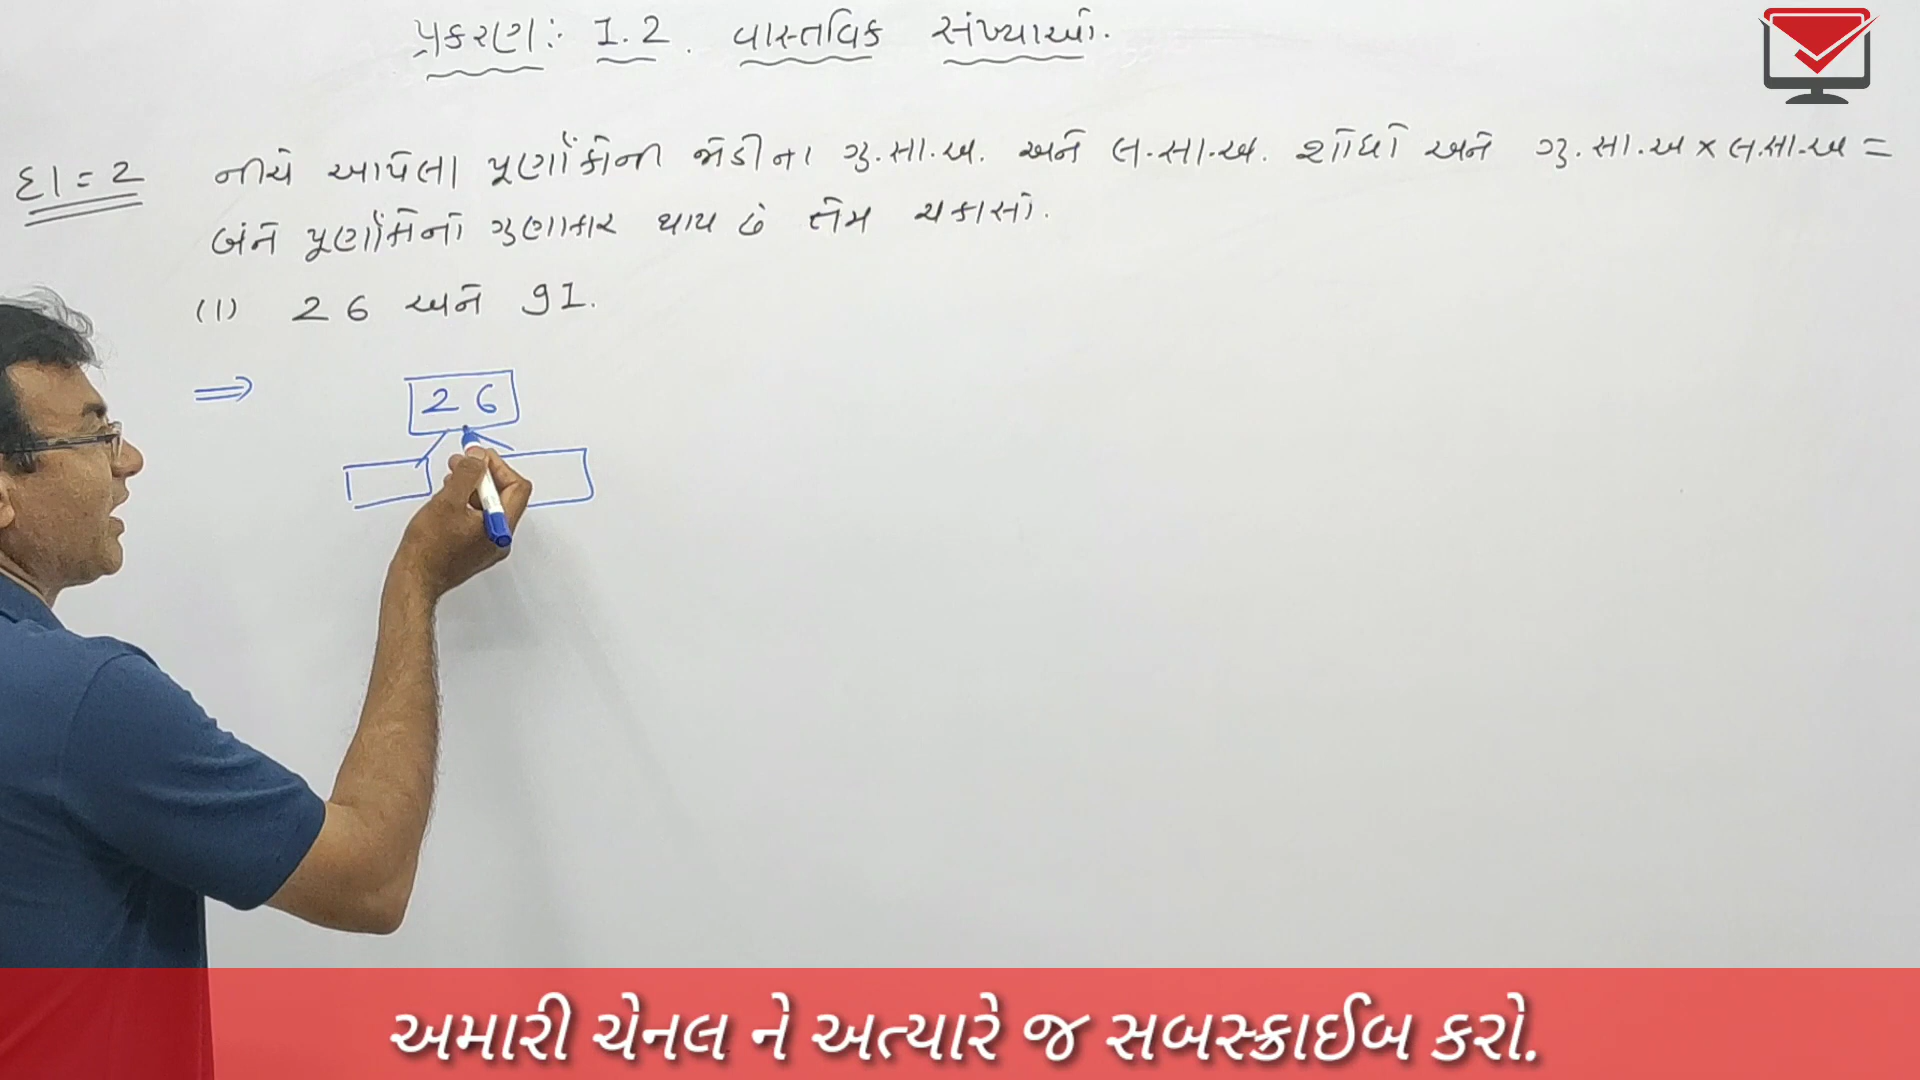 પ્રકરણ : 1.2. વાસ્તવિક સંખ્યાઓ.
દા = 2 નીચે આપેલા પૂર્ણાંકોની જોડીના ગુ.સા.અ. અને લ.સા.અ. શોધો અને ગુ.સા.અ × લ.સા.અ =
બંને પૂર્ણાંકોનો ગુણાકાર થાય છે તેમ ચકાસો.
(1) 26 અને 91.
⇒ 26
અમારી ચેનલ ને અત્યારે જ સબસ્ક્રાઈબ કરો.